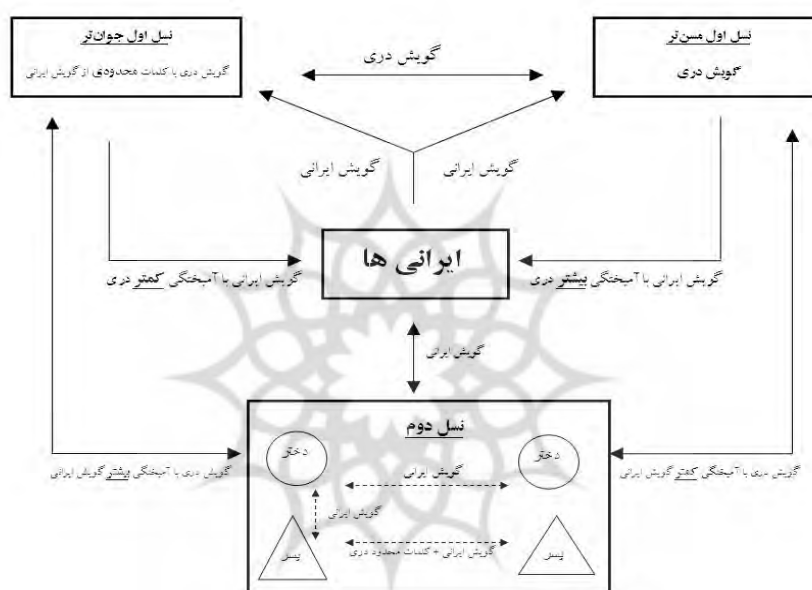 نسل اول مسن‌تر
گویش دری
نسل اول جوان‌تر
گویش دری با کلمات محدودی از گویش ایرانی
گویش دری
گویش ایرانی
گویش ایرانی
ایرانی ها
گویش ایرانی با آمیختگی بیشتر دری
گویش ایرانی با آمیختگی کمتر دری
گویش ایرانی
نسل دوم
دختر
دختر
گویش ایرانی
گویش ایرانی
پسر
پسر
گویش ایرانی + کلمات محدود دری
گویش دری با آمیختگی کمتر گویش ایرانی
گویش دری با آمیختگی بیشتر گویش ایرانی